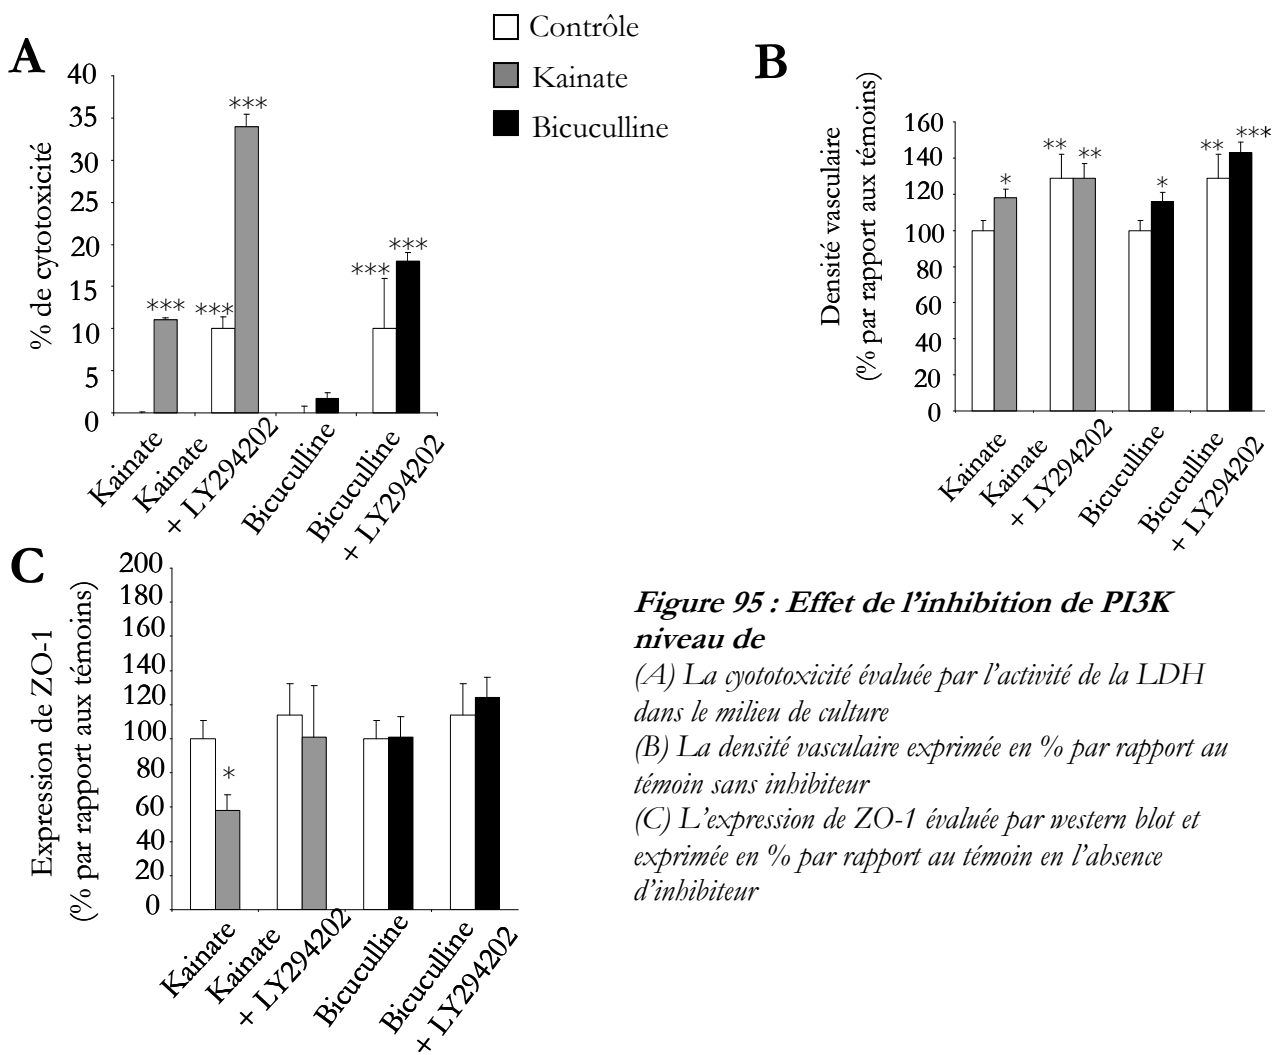 Contrôle
Kainate
Bicuculline
A
% de cytotoxicité
40
35
30
25
20
15
10
5
0
***
***
***
***
***
Kainate
Kainate
+ LY294202
Bicuculline
Bicuculline
+ LY294202
B
Densité vasculaire
(% par rapport aux témoins)
160
140
120
100
80
60
40
20
0
*
**
**
*
**
***
Kainate
Kainate
+ LY294202
Bicuculline
Bicuculline
+ LY294202
C
Expression de ZO-1
(% par rapport aux témoins)
200
180
160
140
120
100
80
60
40
20
0
*
Kainate
Kainate
+ LY294202
Bicuculline
Bicuculline
+ LY294202
Figure 95 : Effet de l’inhibition de PI3K
niveau de
(A) La cyototoxicité évaluée par l’activité de la LDH
dans le milieu de culture
(B) La densité vasculaire exprimée en % par rapport au
témoin sans inhibiteur
(C) L’expression de ZO-1 évaluée par western blot et
exprimée en % par rapport au témoin en l’absence
d’inhibiteur